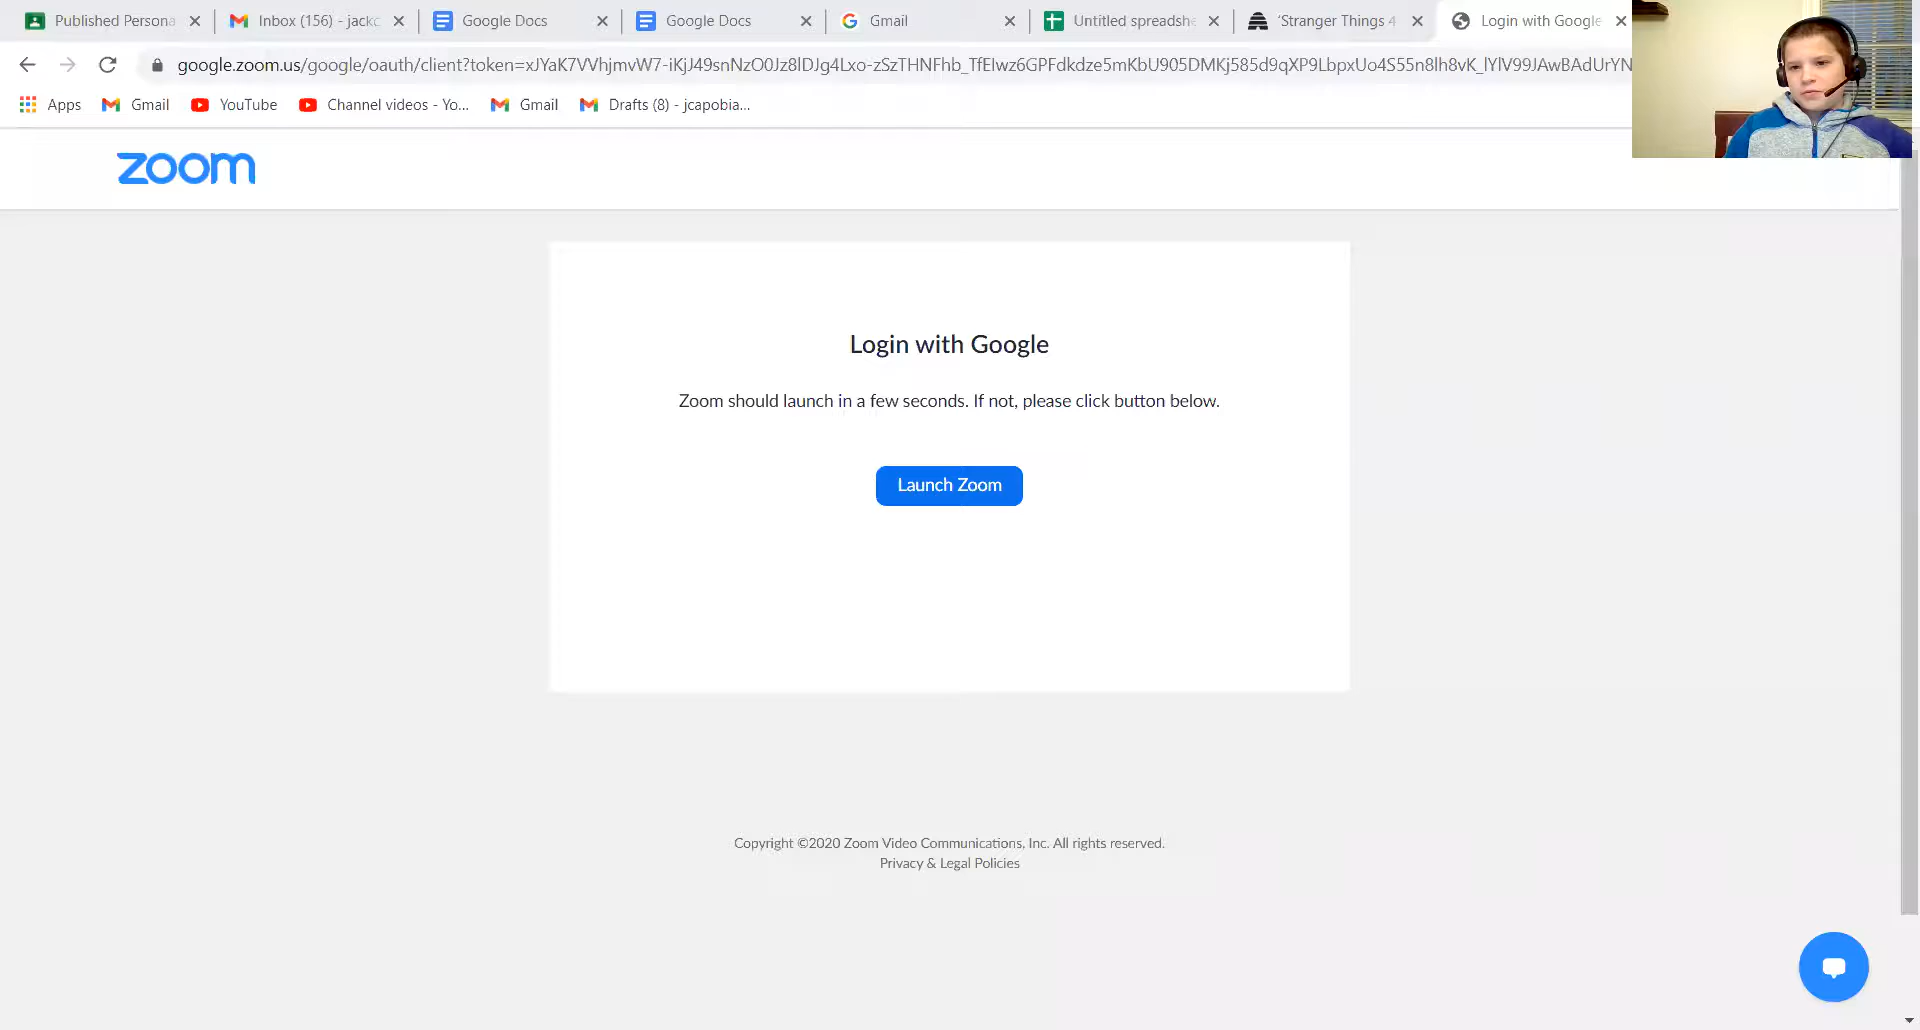 Published Persona
Inbox (156) - jackc
Google Docs
Google Docs
Gmail
Untitled spreadshe
'Stranger Things 4
Login with Google
google.zoom.us/google/oauth/client?token=
Apps
Gmail
YouTube
Channel videos - Yo...
Gmail
Drafts (8) - jcapobia...
zoom
Login with Google
Zoom should launch in a few seconds. If not, please click button below.
Launch Zoom
Copyright ©2020 Zoom Video Communications, Inc. All rights reserved.
Privacy & Legal Policies